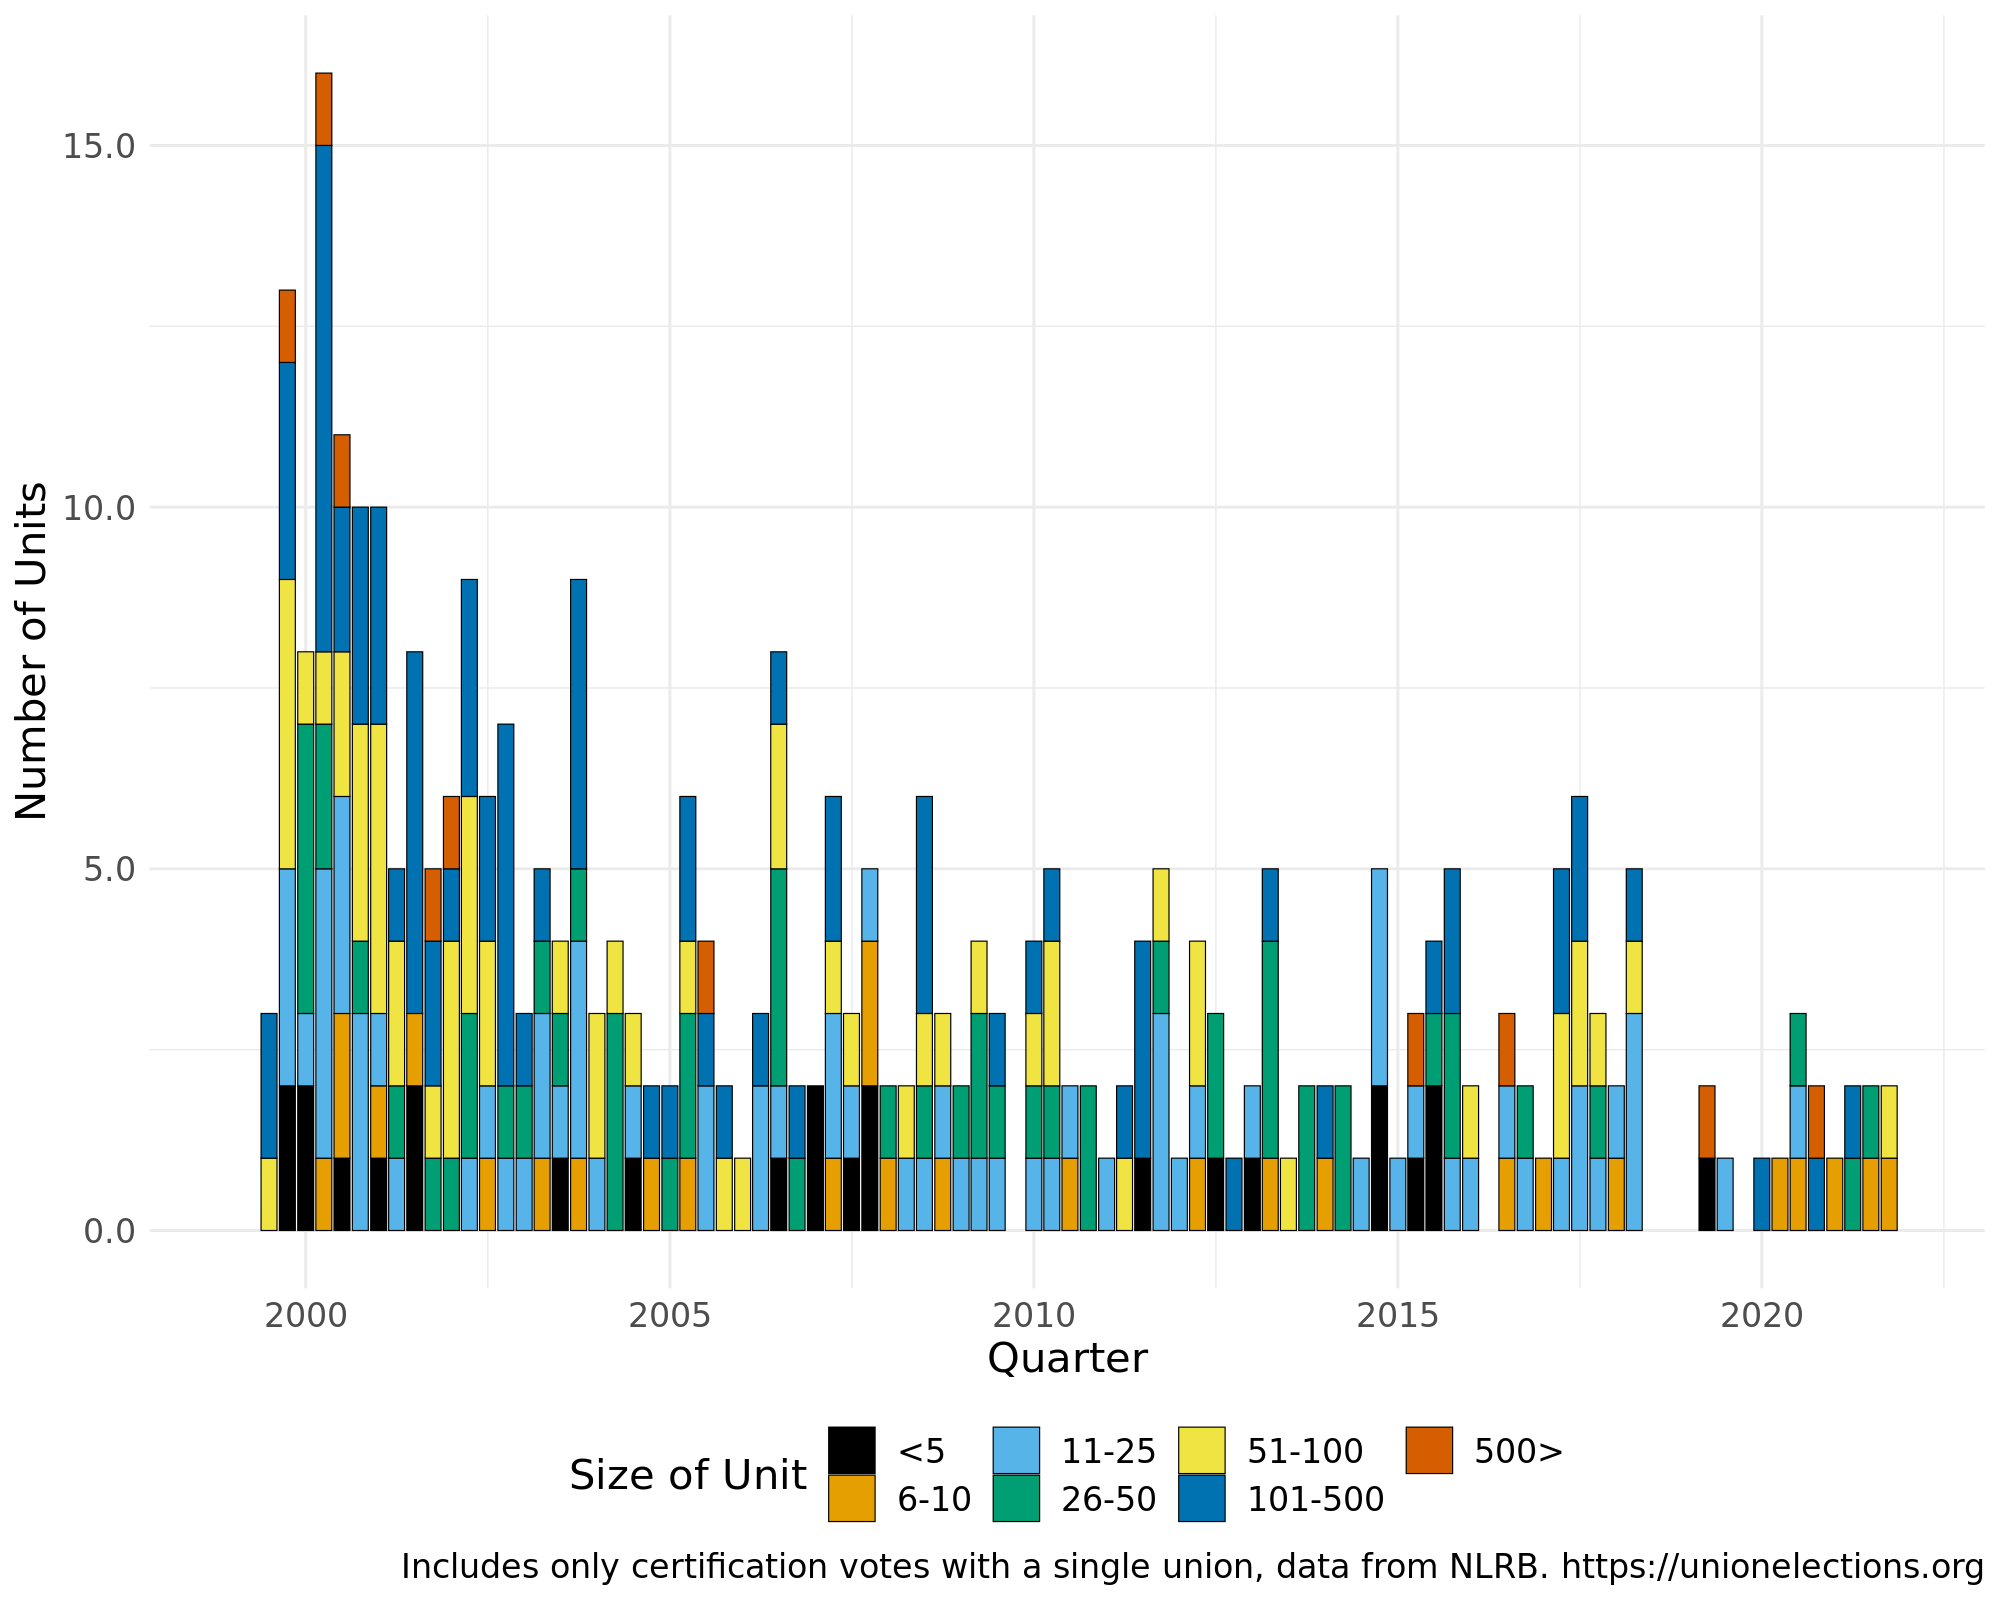 15.0
10.0
5.0
0.0
Number of Units
2000 2005 2010 2015 2020
Quarter
Size of Unit
<5 11-25 51-100 500>
6-10 26-50 101-500
Includes only certification votes with a single union, data from NLRB. https://unionelections.org